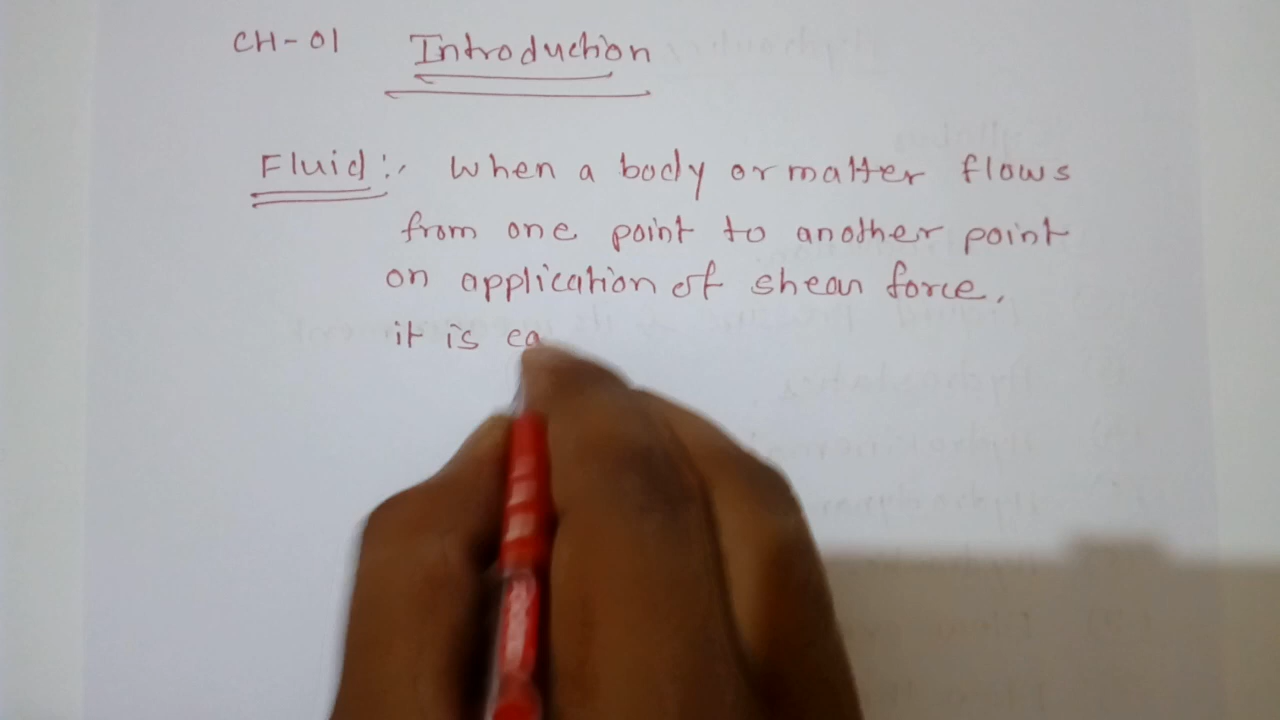 CH-01 Introduction
Fluid:- When a body or matter flows
from one point to another point
on application of shear force.
it is ca